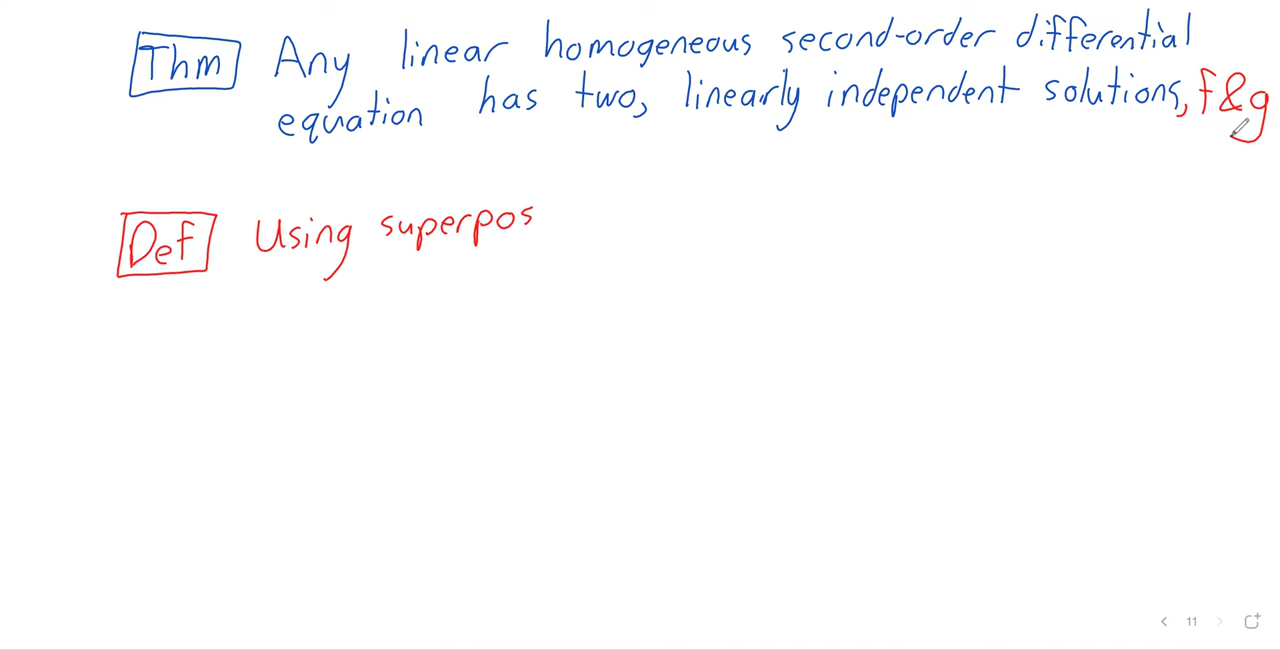 Thm Any linear homogeneous second-order differential
equation has two, linearly independent solutions, f & g
Def Using superpos
11